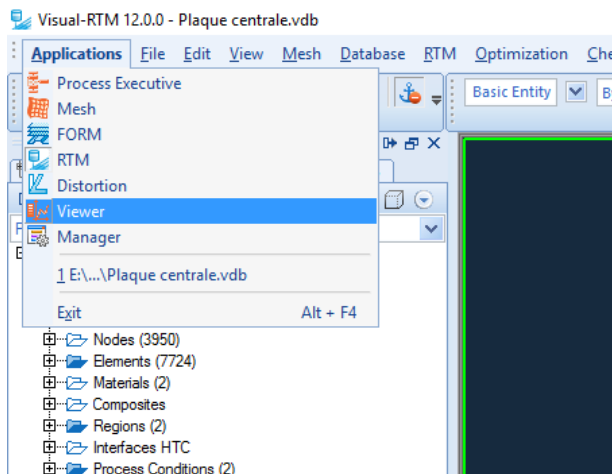 Visual-RTM 12.0.0 - Plaque centrale.vdb
Applications File Edit View Mesh Database RTM Optimization
Process Executive
Basic Entity
Mesh
FORM
RTM
Distortion
Viewer
Manager
1 E:\...\Plaque centrale.vdb
Exit Alt + F4
Nodes (3950)
Elements (7724)
Materials (2)
Composites
Regions (2)
Interfaces HTC
Process Conditions (2)